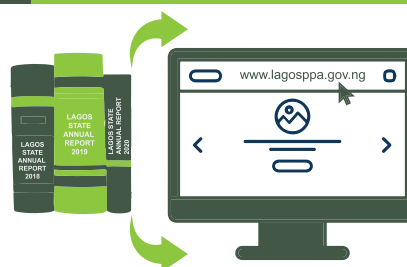 www.lagosppa.gov.ng
LAGOS
STATE
ANNUAL
REPORT
2018
LAGOS
STATE
ANNUAL
REPORT
2019
LAGOS STATE
ANNUAL REPORT
2020